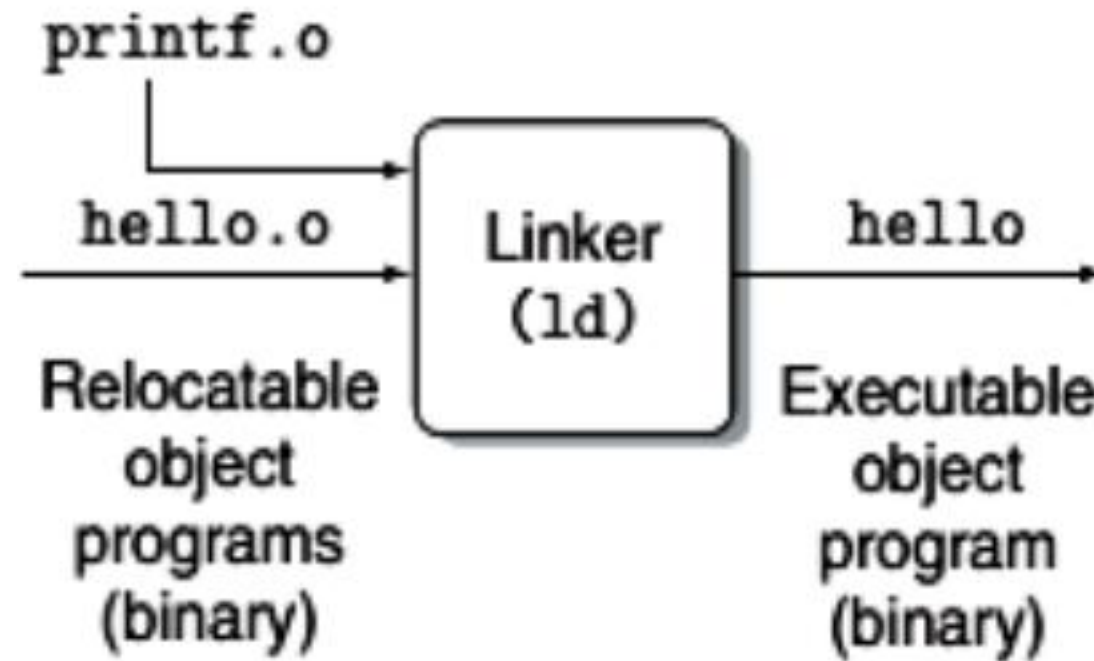 printf.o
hello.o
Linker
(ld)
hello
Relocatable
object
programs
(binary)
Executable
object
program
(binary)